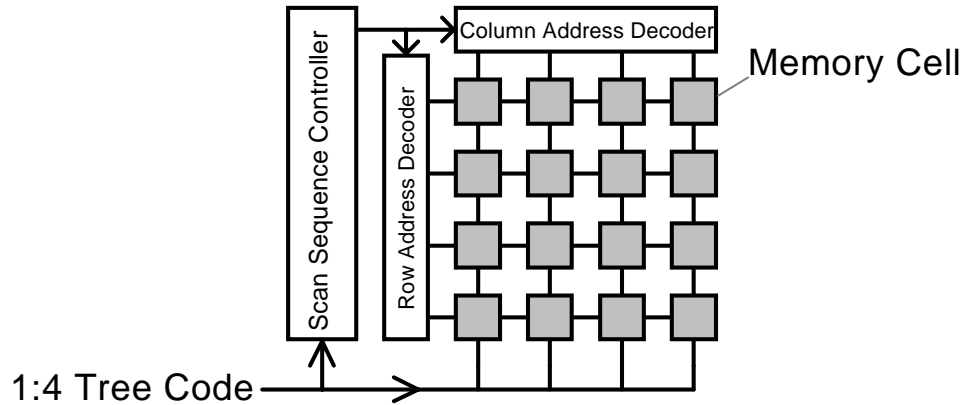 Scan Sequence Controller
Column Address Decoder
Row Address Decoder
Memory Cell
1:4 Tree Code